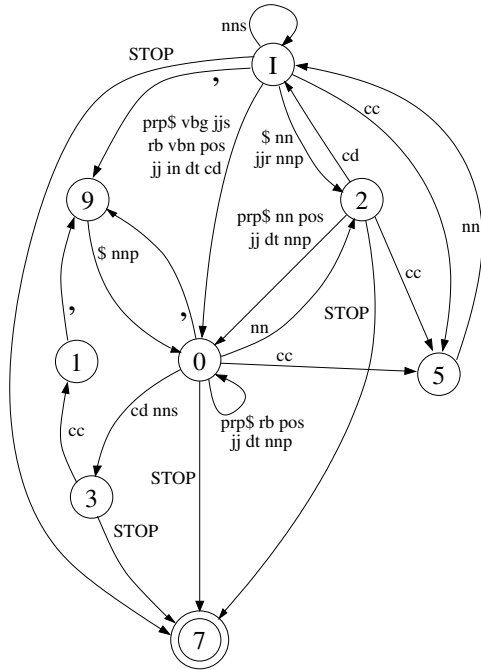 nns
STOP
I
,
cc
prp$ vbg jjs
rb vbn pos
jj in dt cd
$ nn
jjr nnp
cd
9
2
prp$ nn pos
jj dt nnp
$ nnp
nn
cc
,
,
nn
STOP
1
0
cc
5
cd nns
prp$ rb pos
jj dt nnp
cc
STOP
3
STOP
7